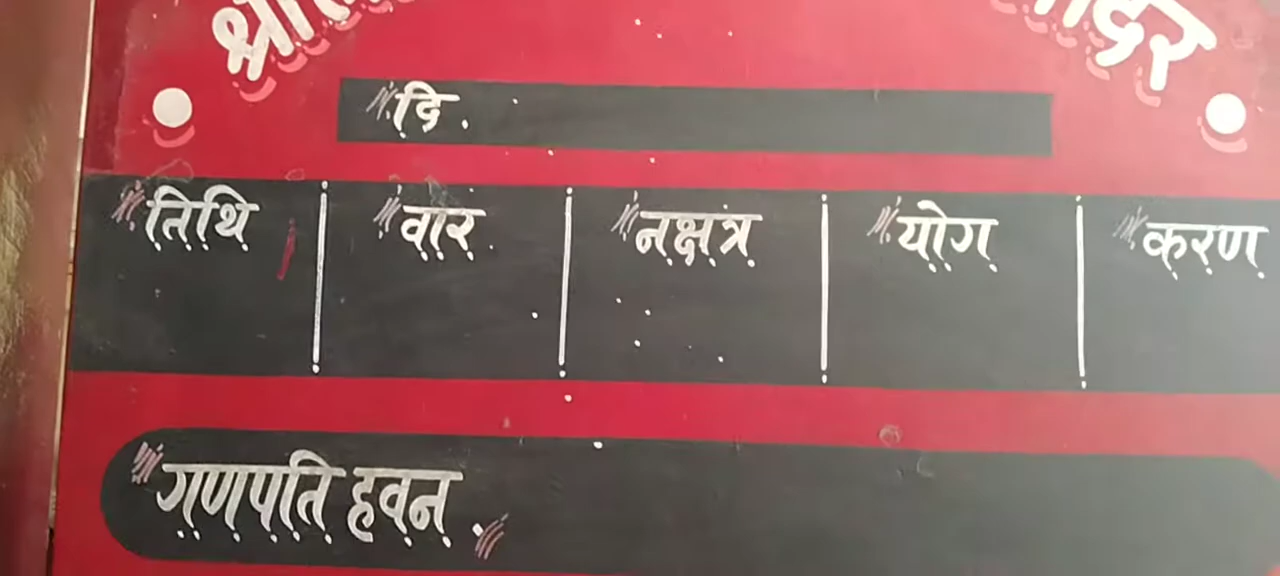 दि.
तिथि वार नक्षत्र योग करण
गणपति हवन.